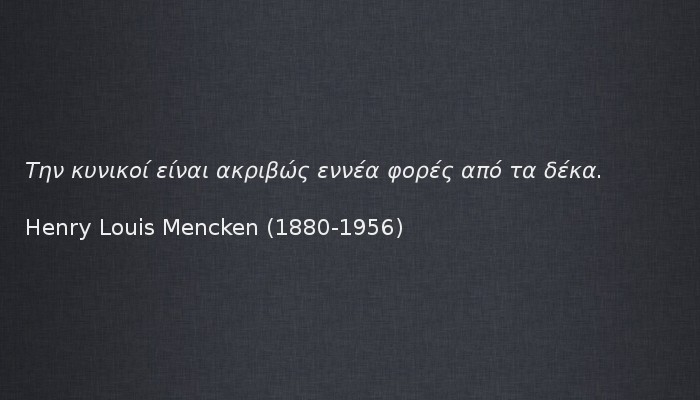 Την κυνικοί είναι ακριβώς εννέα φορές από τα δέκα.
Henry Louis Mencken (1880-1956)